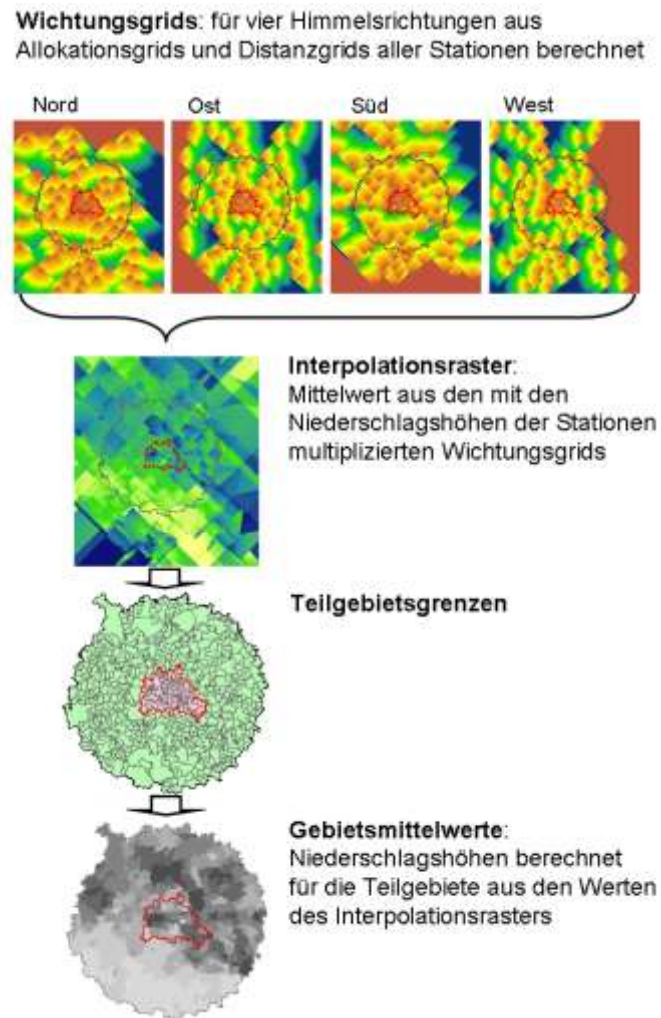 Wichtungsgrids: für vier Himmelsrichtungen aus
Allokationsgrids und Distanzgrids aller Stationen berechnet
Nord Ost Süd West
Interpolationsraster:
Mittelwert aus den mit den
Niederschlagshöhen der Stationen
multiplizierten Wichtungsgrids
Teilgebietsgrenzen
Gebietsmittelwerte:
Niederschlagshöhen berechnet
für die Teilgebiete aus den Werten
des Interpolationsrasters